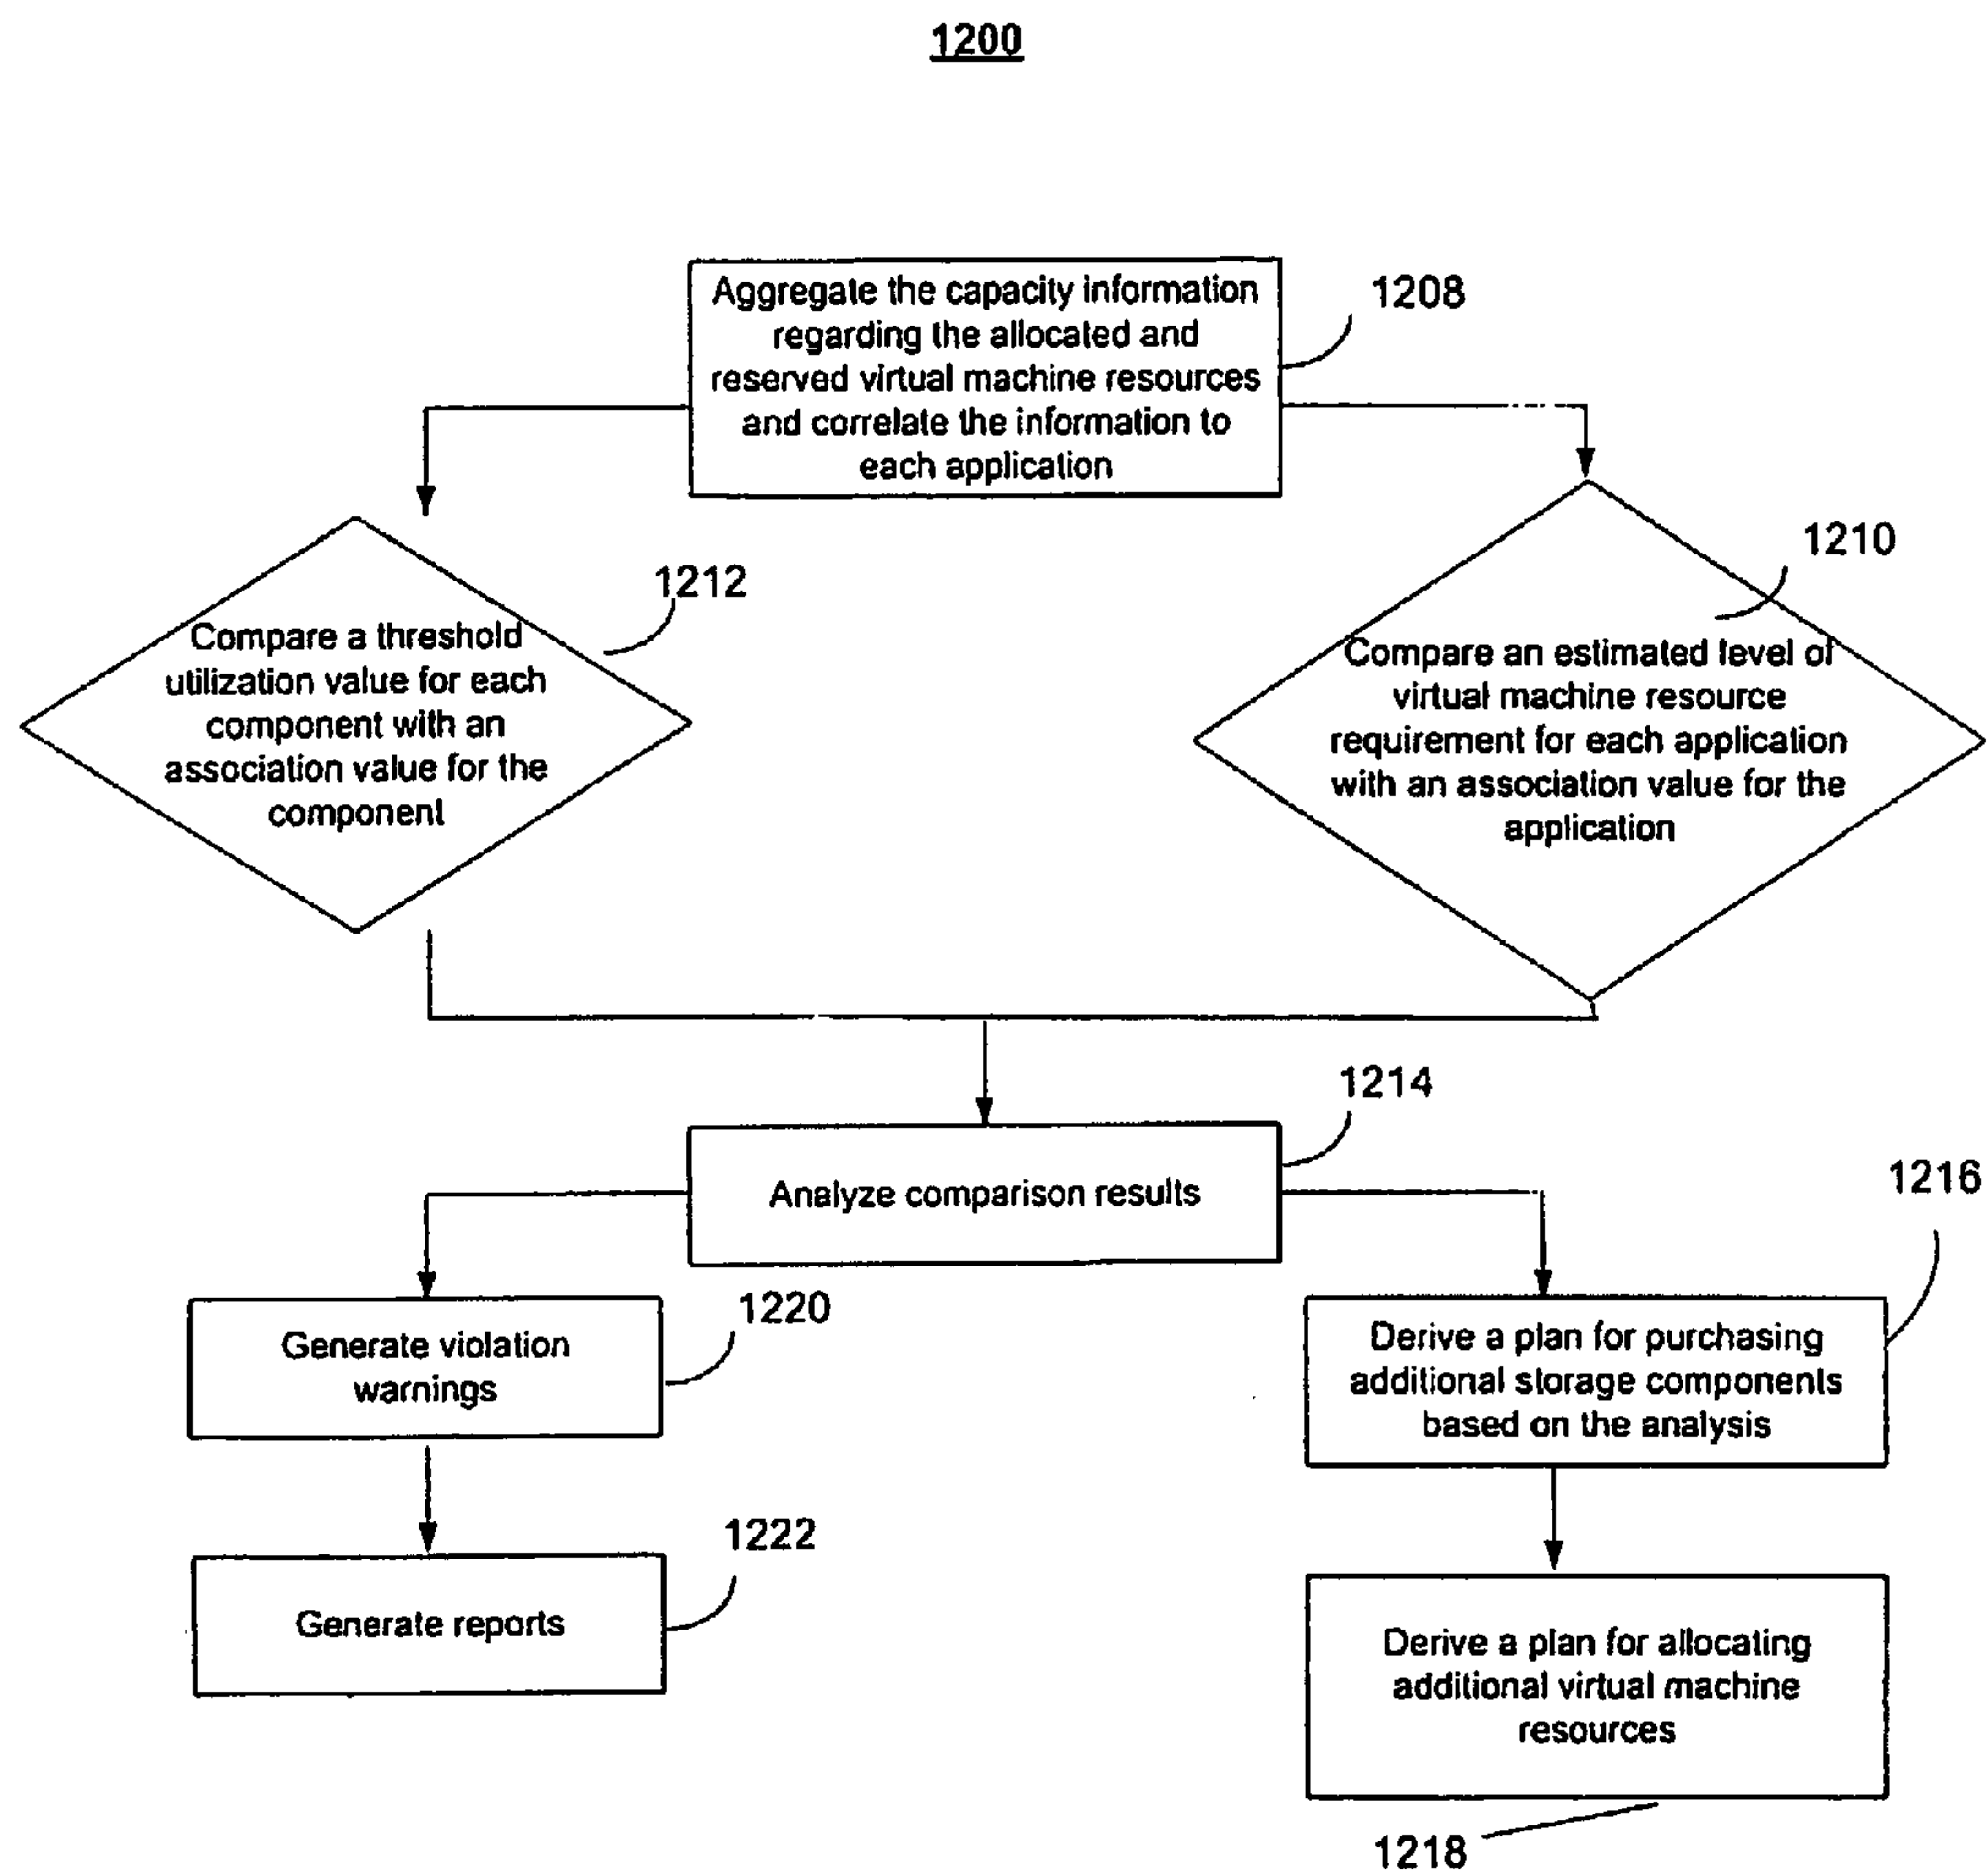 1200
Aggregate the capacity information
regarding the allocated and
reserved virtual machine resources
and correlate the information to
each application
1208
1210
1212
Compare a threshold
utilization value for each
component with an
association value for the
component
Compare an estimated level of
virtual machine resource
requirement for each application
with an association value for the
application
1214
Analyze comparison results
1216
1220
Generate violation
warnings
Derive a plan for purchasing
additional storage components
based on the analysis
1222
Generate reports
Derive a plan for allocating
additional virtual machine
resources
1218